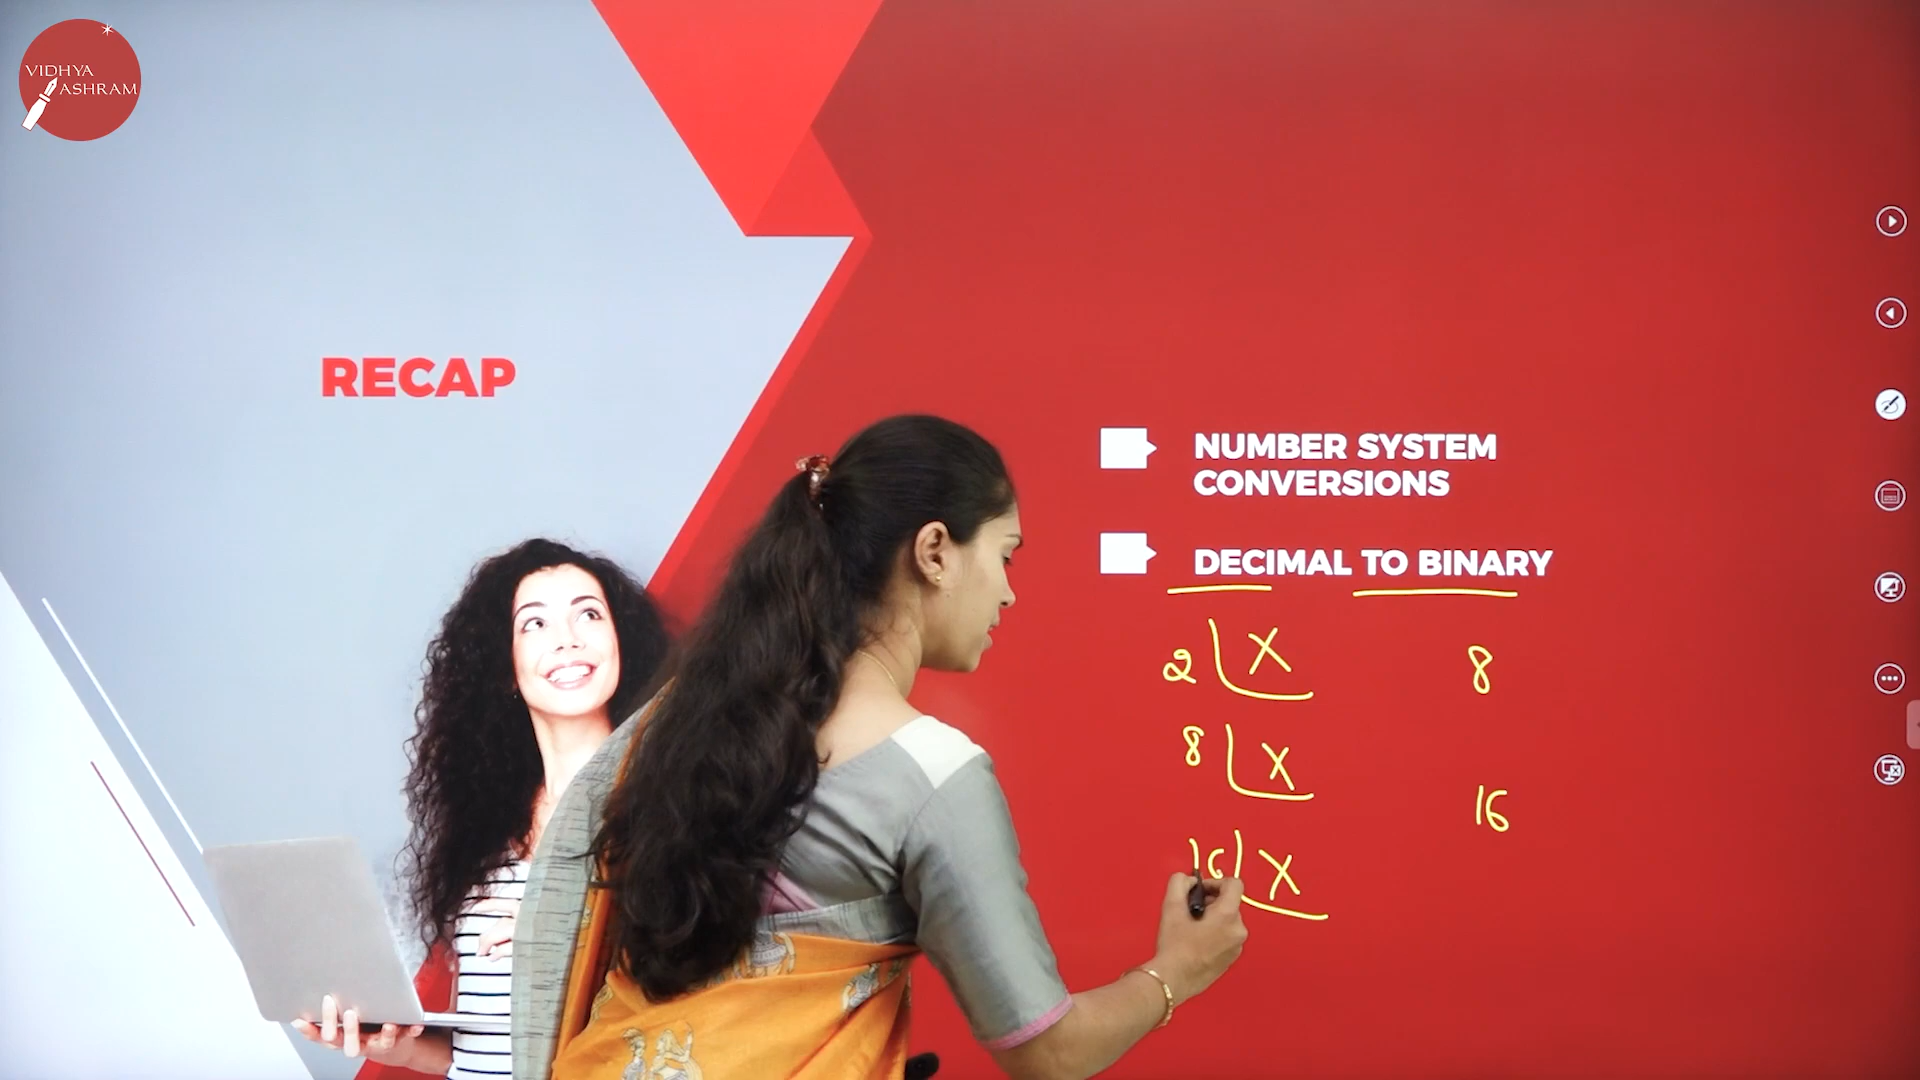 VIDHYA
ASHRAM
RECAP
NUMBER SYSTEM
CONVERSIONS
DECIMAL TO BINARY
2 X 8
8 X
16
16 X